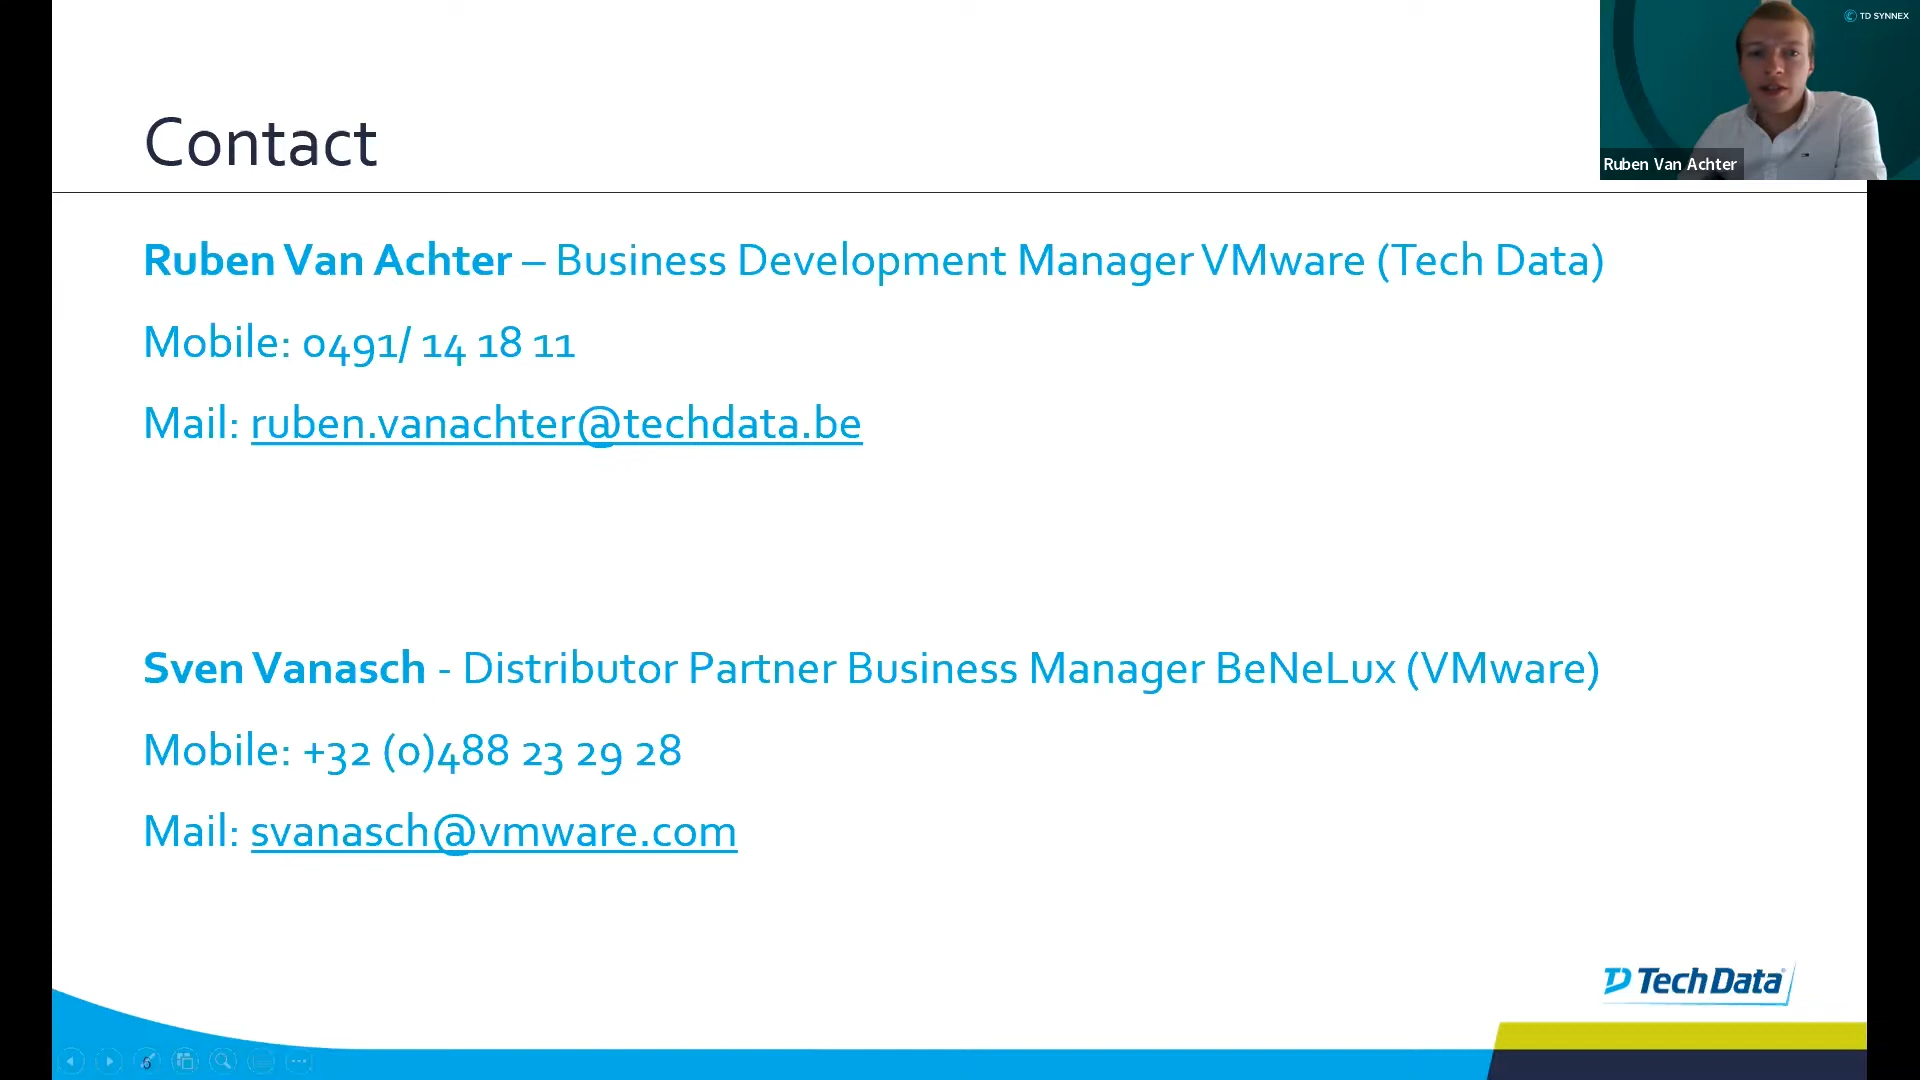 TD SYNNEX
Contact
Ruben Van Achter
Ruben Van Achter – Business Development Manager VMware (Tech Data)
Mobile: 0491/ 14 18 11
Mail: ruben.vanachter@techdata.be
Sven Vanasch - Distributor Partner Business Manager BeNeLux (VMware)
Mobile: +32 (0)488 23 29 28
Mail: svanasch@vmware.com
TD Tech Data